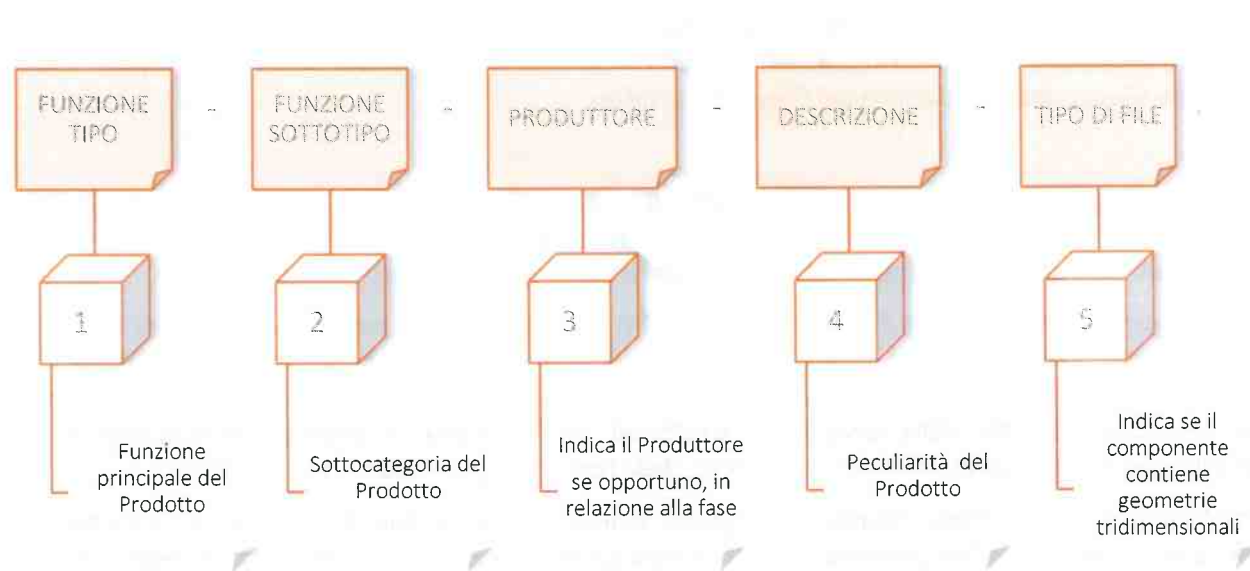 FUNZIONE
TIPO
-
FUNZIONE
SOTTOTIPO
-
PRODUTTORE
-
DESCRIZIONE
-
TIPO DI FILE
1
2
3
4
5
Funzione
principale del
Prodotto
Sottocategoria del
Prodotto
Indica il Produttore
se opportuno, in
relazione alla fase
Peculiarità del
Prodotto
Indica se il
componente
contiene
geometrie
tridimensionali